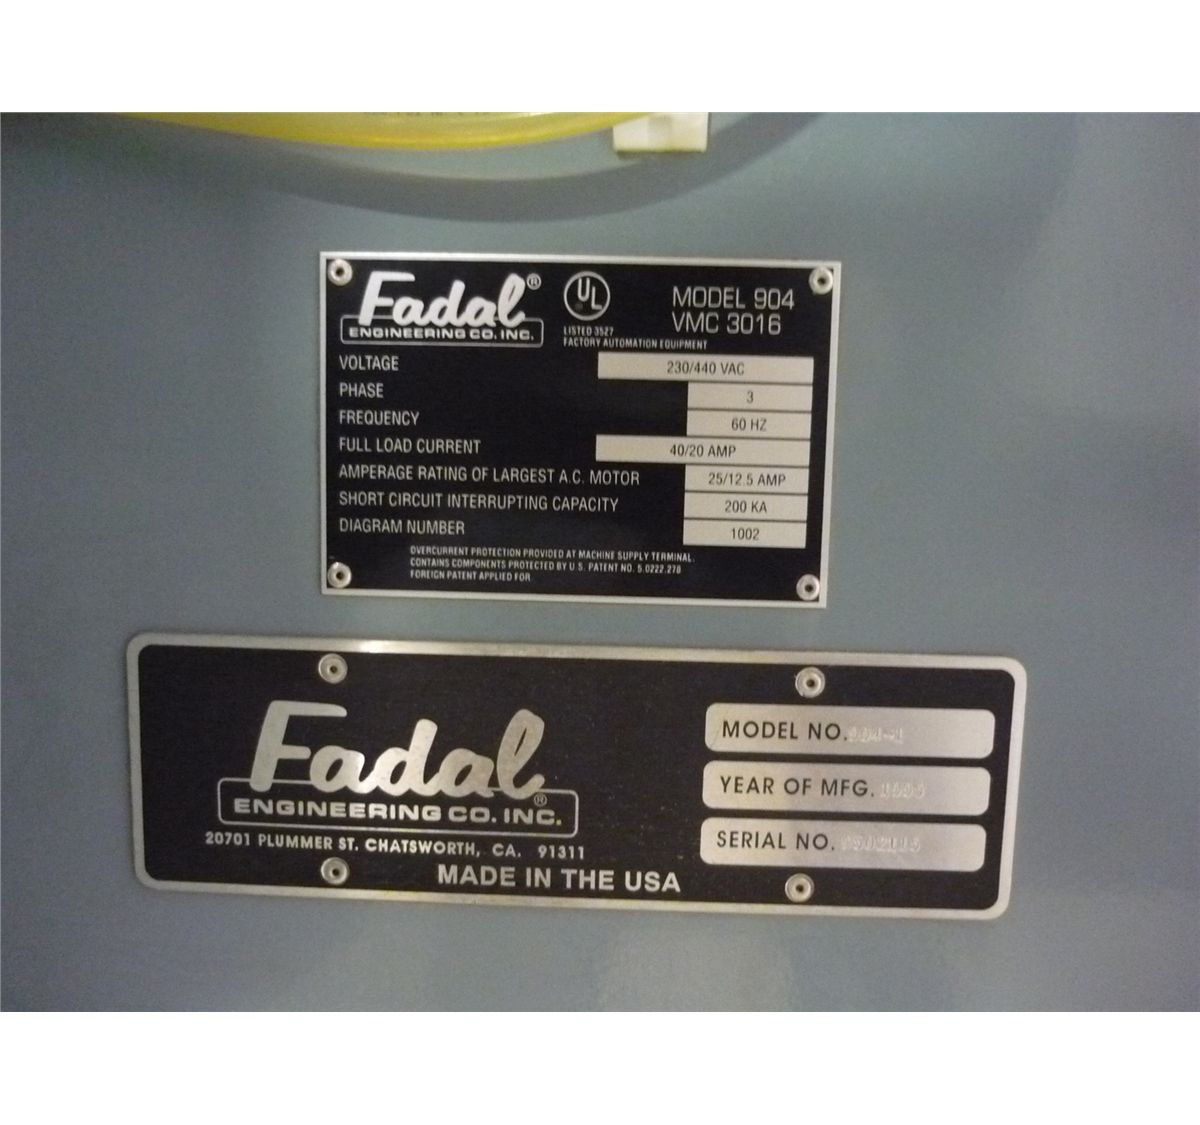 Fadal®
ENGINEERING CO. INC.
UL
LISTED 3527
FACTORY AUTOMATION EQUIPMENT
MODEL 904
VMC 3016
VOLTAGE 230/440 VAC
PHASE 3
FREQUENCY 60 HZ
FULL LOAD CURRENT 40/20 AMP
AMPERAGE RATING OF LARGEST A.C. MOTOR 25/12.5 AMP
SHORT CIRCUIT INTERRUPTING CAPACITY 200 KA
DIAGRAM NUMBER 1002
OVERCURRENT PROTECTION PROVIDED AT MACHINE SUPPLY TERMINAL.
CONTAINS COMPONENTS PROTECTED BY U.S. PATENT NO. 5.0222.270
FOREIGN PATENT APPLIED FOR
Fadal®
ENGINEERING CO. INC.
20701 PLUMMER ST. CHATSWORTH, CA. 91311
MADE IN THE USA
MODEL NO. 904-1
YEAR OF MFG.
SERIAL NO.